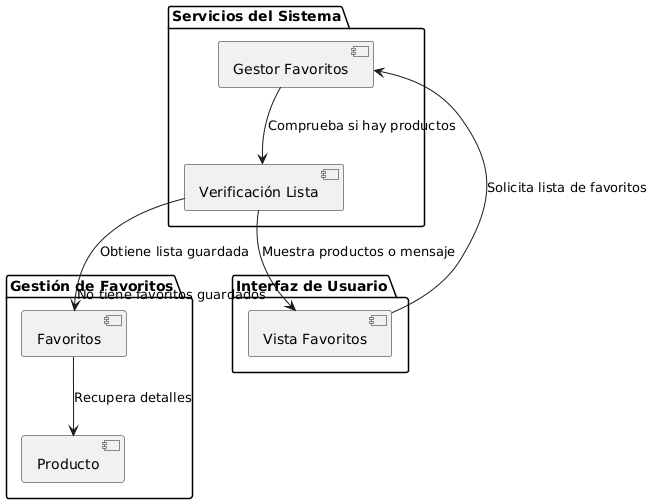 Servicios del Sistema
Gestor Favoritos
Comprueba si hay productos
Solicita lista de favoritos
Verificación Lista
Obtiene lista guardada
Muestra productos o mensaje
Gestión de Favoritos
No tiene favoritos guardados
Interfaz de Usuario
Favoritos
Vista Favoritos
Recupera detalles
Producto